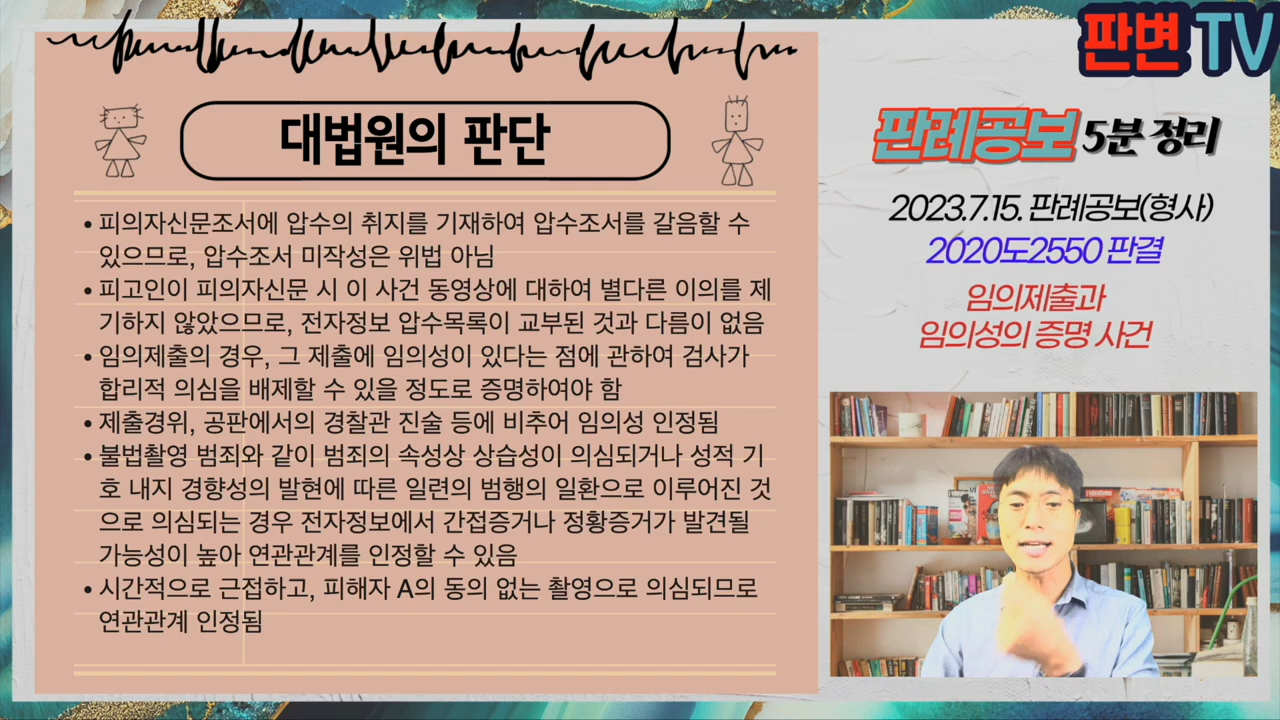 판변 TV
대법원의 판단
• 피의자신문조서에 압수의 취지를 기재하여 압수조서를 갈음할 수
있으므로, 압수조서 미작성은 위법 아님
• 피고인이 피의자신문 시 이 사건 동영상에 대하여 별다른 이의를 제
기하지 않았으므로, 전자정보 압수목록이 교부된 것과 다름이 없음
• 임의제출의 경우, 그 제출에 임의성이 있다는 점에 관하여 검사가
합리적 의심을 배제할 수 있을 정도로 증명하여야 함
• 제출경위, 공판에서의 경찰관 진술 등에 비추어 임의성 인정됨
• 불법촬영 범죄와 같이 범죄의 속성상 상습성이 의심되거나 성적 기
호 내지 경향성의 발현에 따른 일련의 범행의 일환으로 이루어진 것
으로 의심되는 경우 전자정보에서 간접증거나 정황증거가 발견될
가능성이 높아 연관관계를 인정할 수 있음
• 시간적으로 근접하고, 피해자 A의 동의 없는 촬영으로 의심되므로
연관관계 인정됨
판례공보 5분 정리
2023.7.15. 판례공보(형사)
2020도2550 판결
임의제출과
임의성의 증명 사건